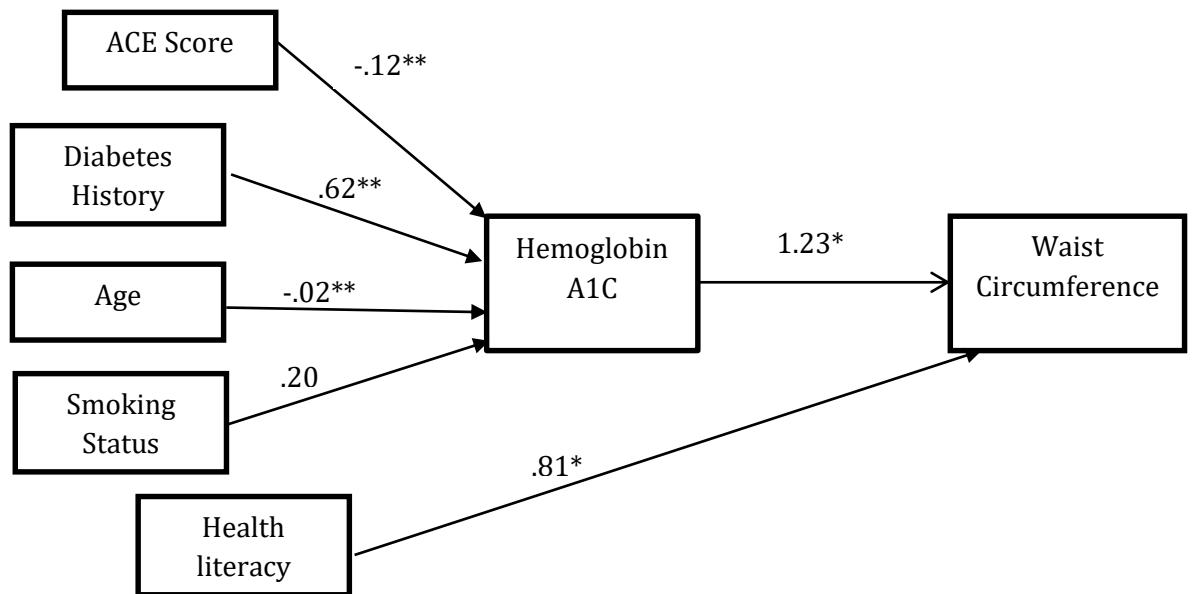 ACE Score
-.12**
Diabetes
History
.62**
Hemoglobin
A1C
1.23*
Waist
Circumference
Age
-.02**
.20
Smoking
Status
.81*
Health
literacy